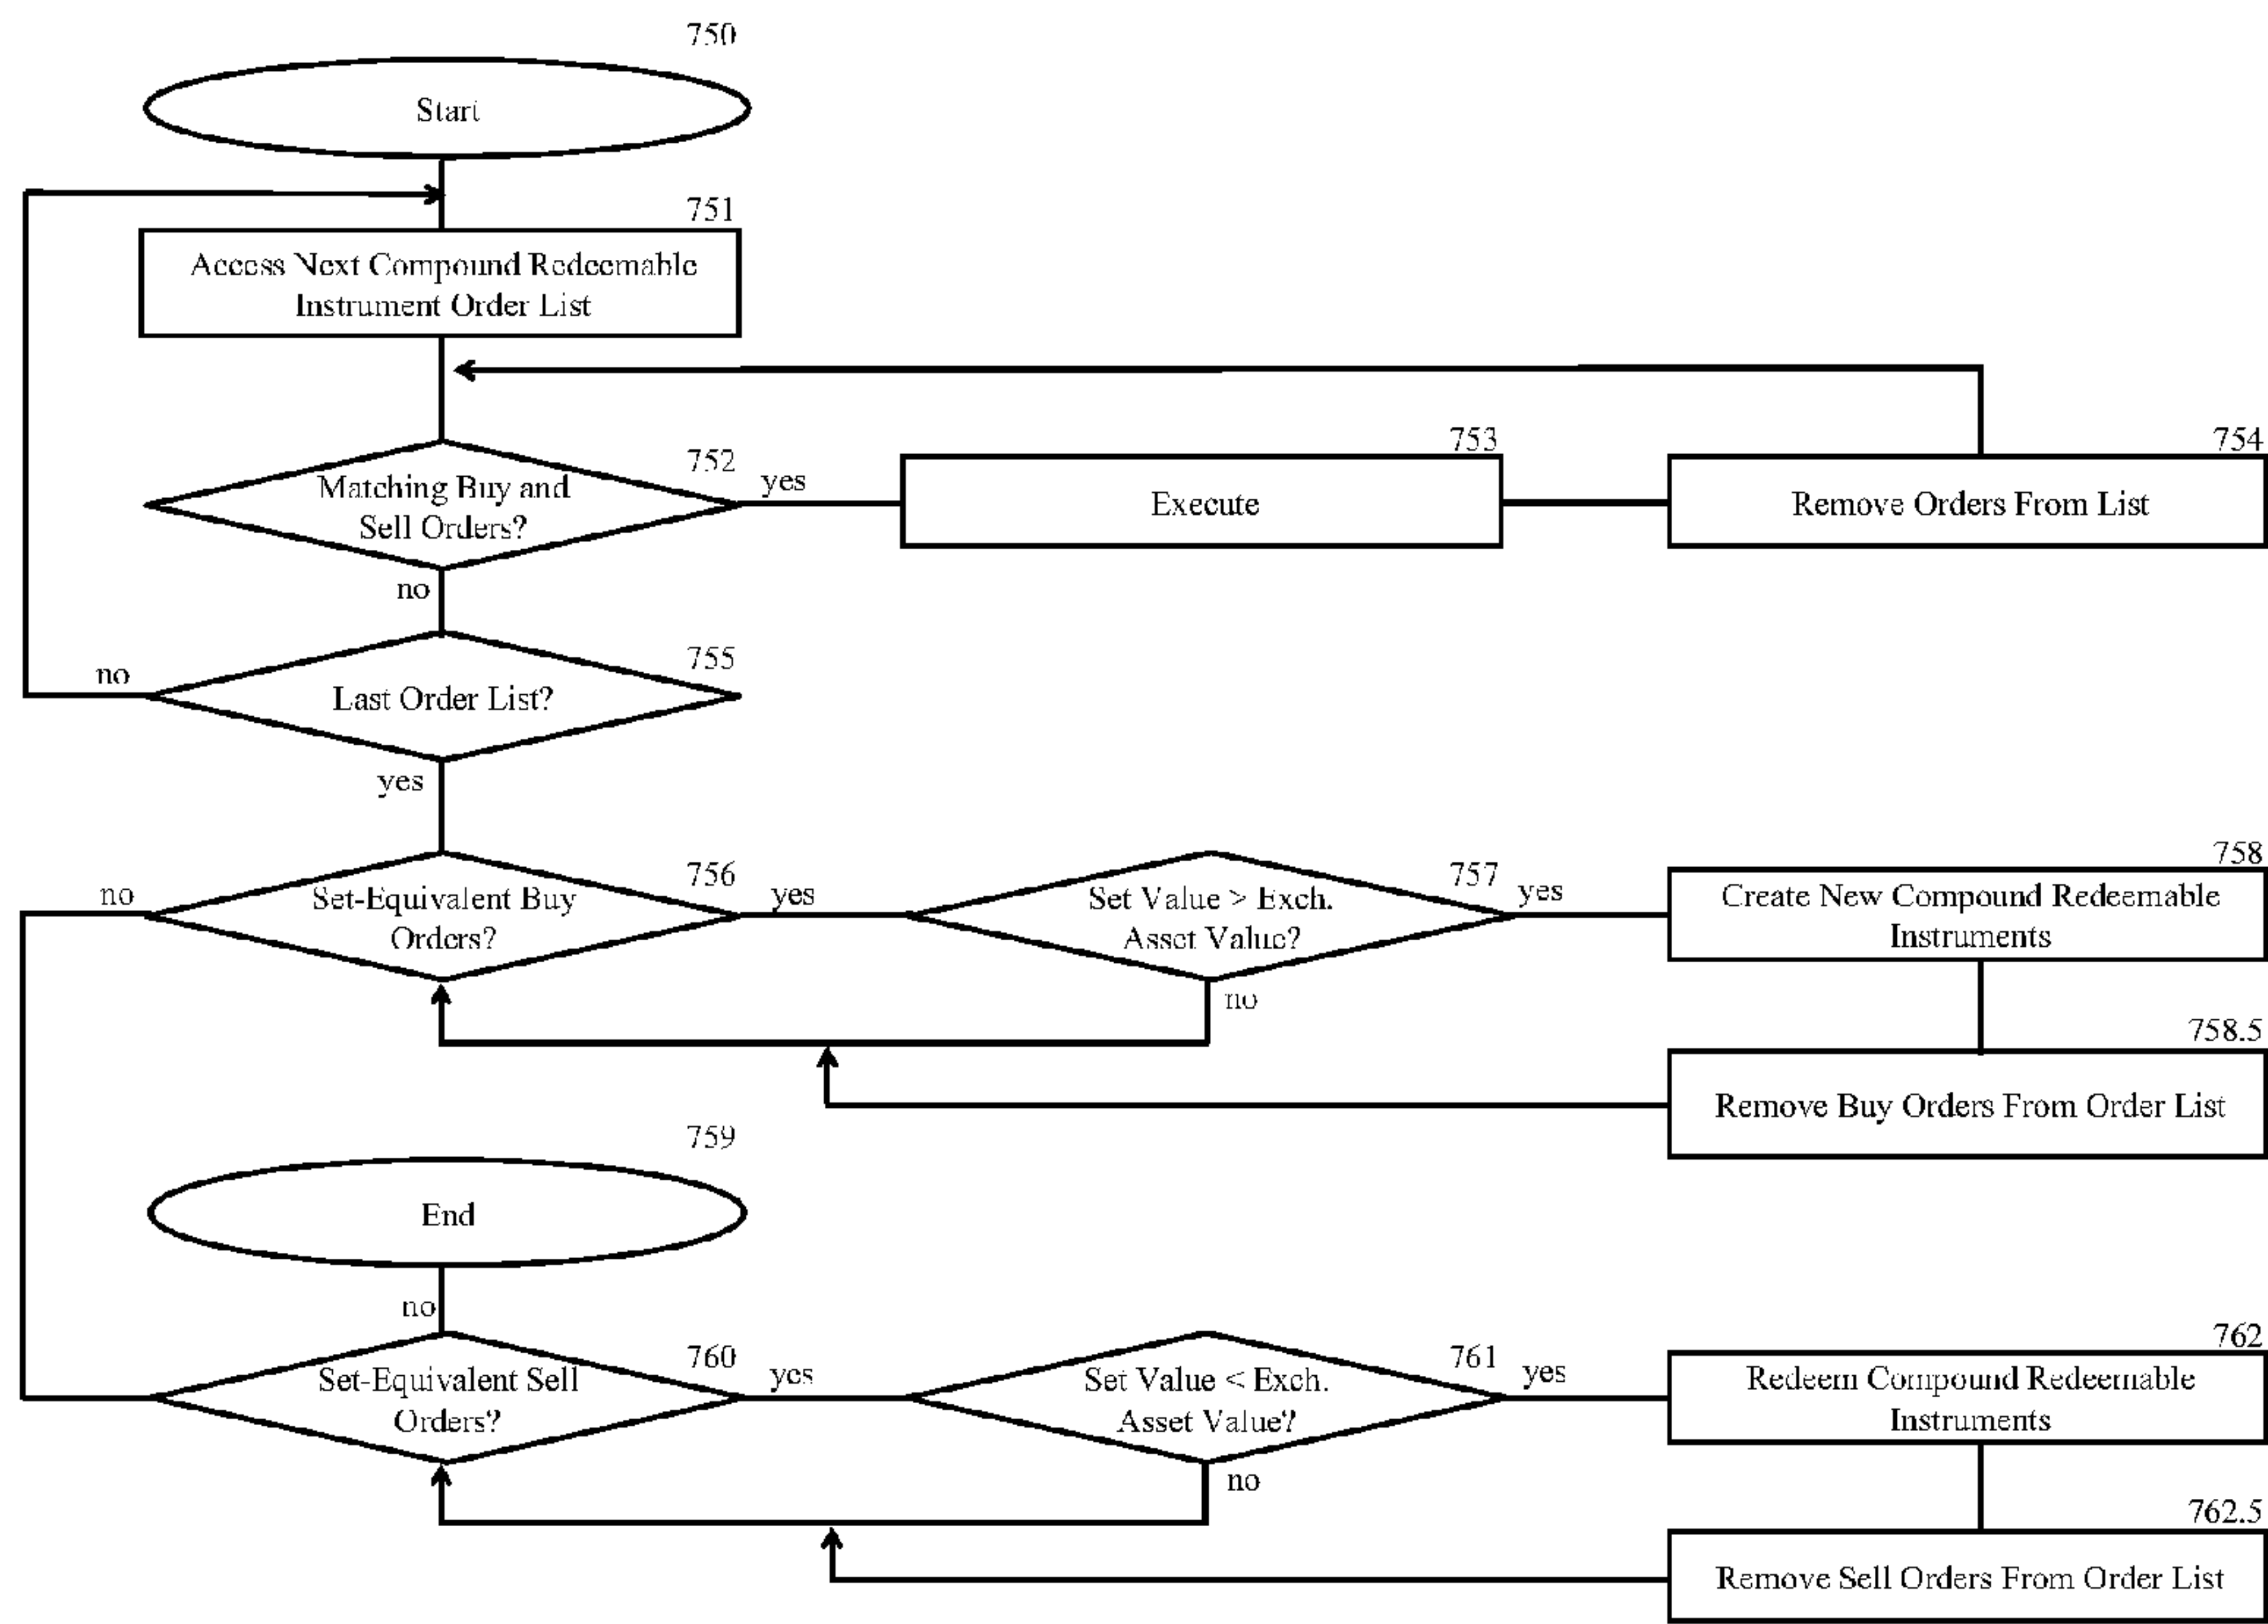 750
Start
751
Access Next Compound Redeemable
Instrument Order List
752
Matching Buy and
Sell Orders?
yes
753
Execute
754
Remove Orders From List
no
755
Last Order List?
no
yes
756
Set-Equivalent Buy
Orders?
no
yes
757
Set Value > Exch.
Asset Value?
yes
no
758
Create New Compound Redeemable
Instruments
758.5
Remove Buy Orders From Order List
759
End
no
760
Set-Equivalent Sell
Orders?
yes
761
Set Value < Exch.
Asset Value?
yes
no
762
Redeem Compound Redeemable
Instruments
762.5
Remove Sell Orders From Order List